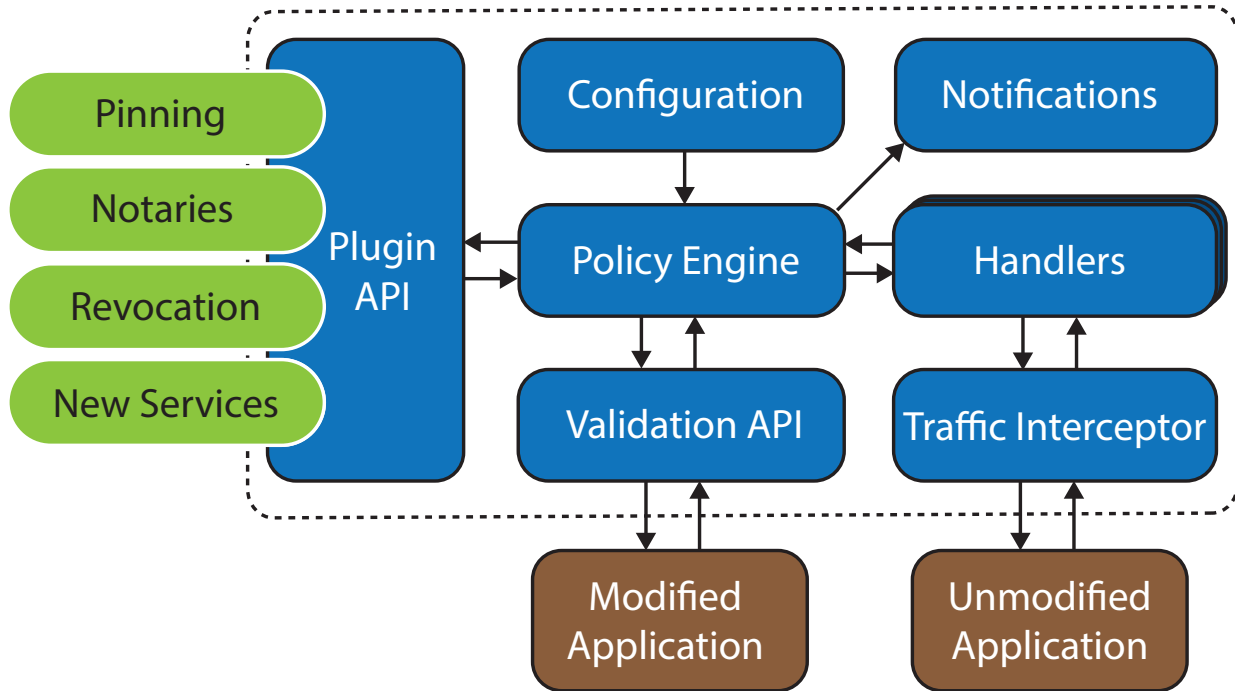 Pinning
Notaries
Revocation
New Services
Plugin
API
Configuration
Notifications
Policy Engine
Handlers
Validation API
Traffic Interceptor
Modified
Application
Unmodified
Application